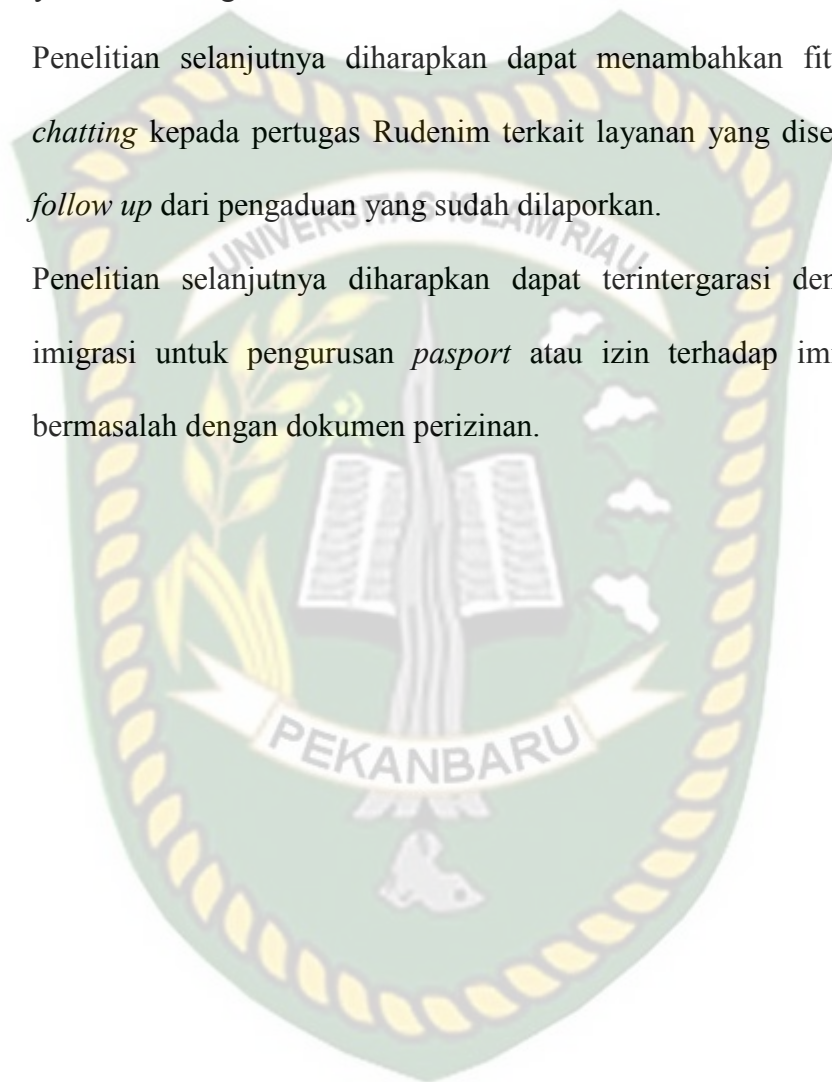 Penelitian selanjutnya diharapkan dapat menambahkan fit
chatting kepada pertugas Rudenim terkait layanan yang dise
follow up dari pengaduan yang sudah dilaporkan.
UNIVERSITAS ISLAM RIAU
Penelitian selanjutnya diharapkan dapat terintergarasi den
imigrasi untuk pengurusan pasport atau izin terhadap imi
bermasalah dengan dokumen perizinan.
PEKANBARU